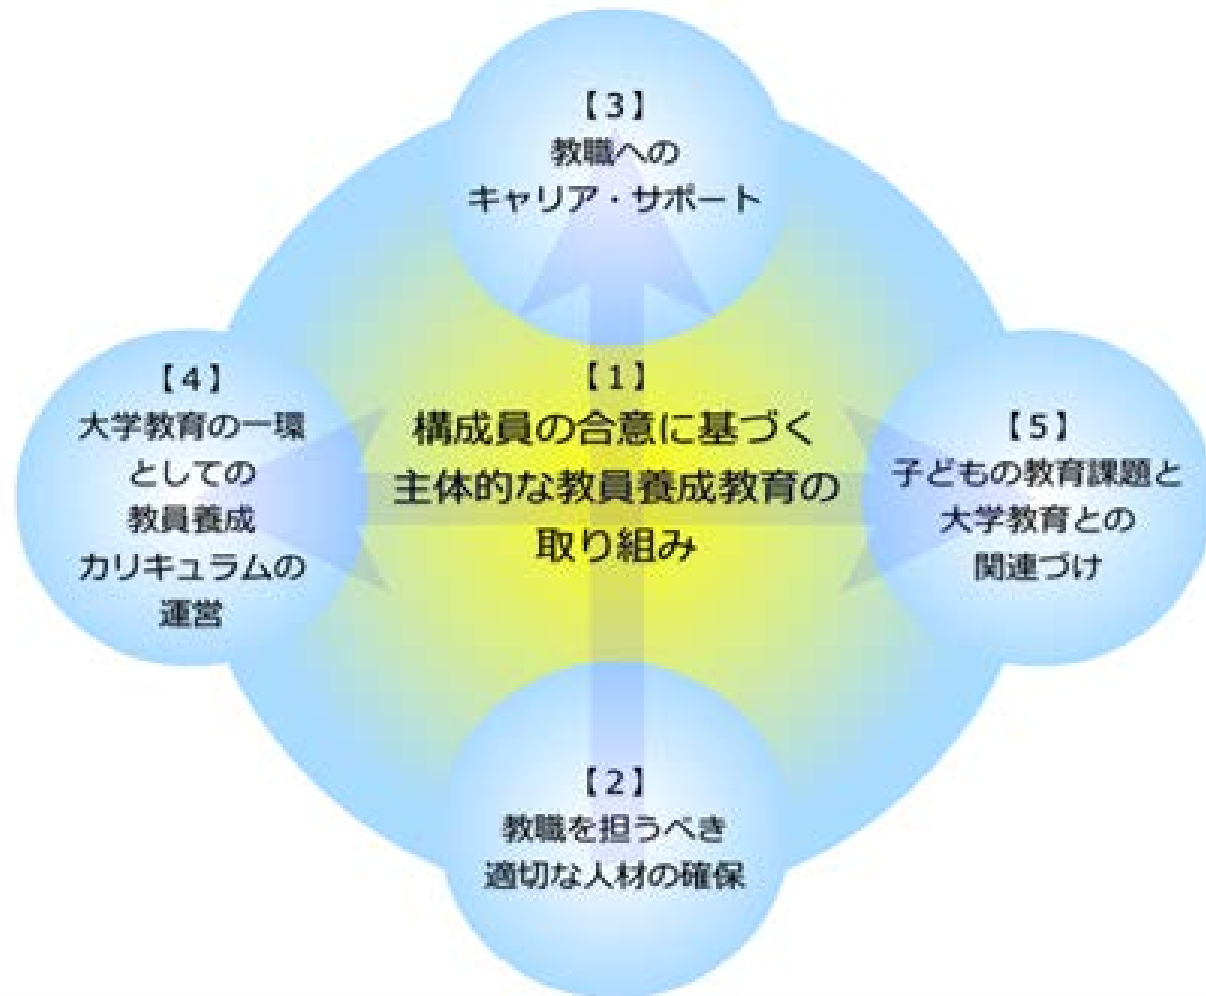 【3】
教職への
キャリア・サポート
【4】
大学教育の一環
としての
教員養成
カリキュラムの
運営
【1】
構成員の合意に基づく
主体的な教員養成教育の
取り組み
【5】
子どもの教育課題と
大学教育との
関連づけ
【2】
教職を担うべき
適切な人材の確保